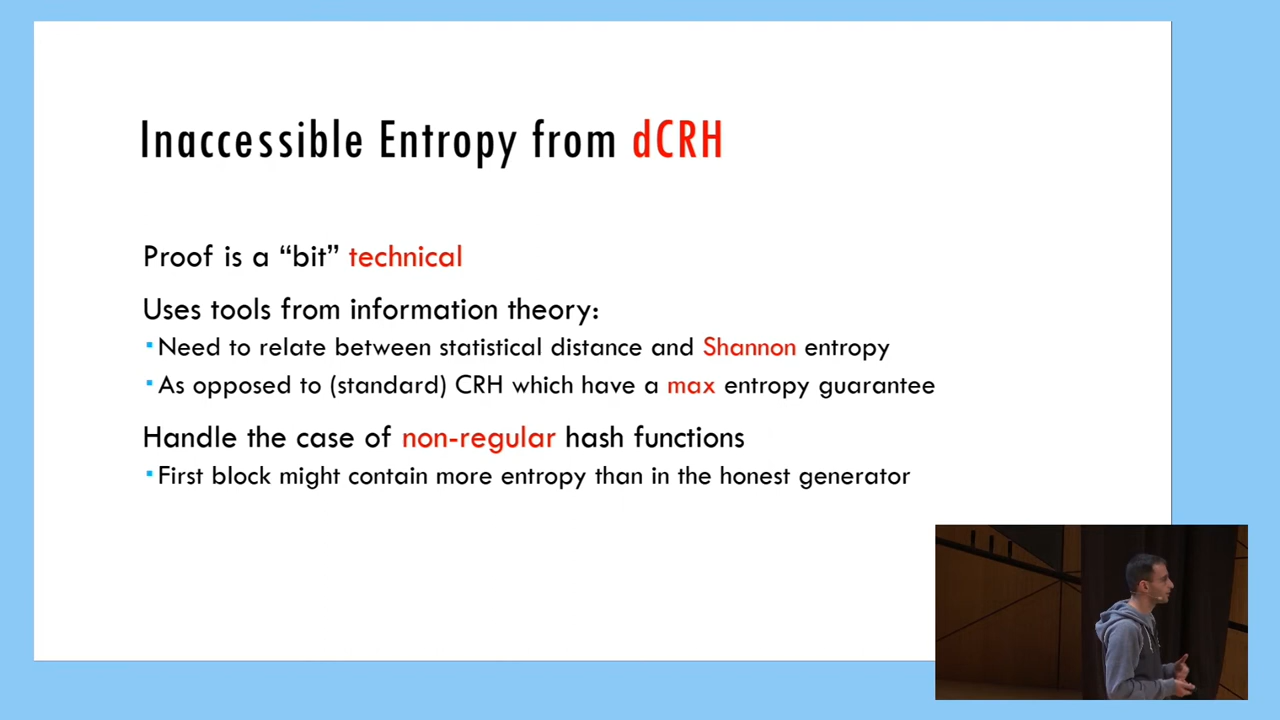 Inaccessible Entropy from dCRH
Proof is a “bit” technical
Uses tools from information theory:
▪Need to relate between statistical distance and Shannon entropy
▪As opposed to (standard) CRH which have a max entropy guarantee
Handle the case of non-regular hash functions
▪First block might contain more entropy than in the honest generator